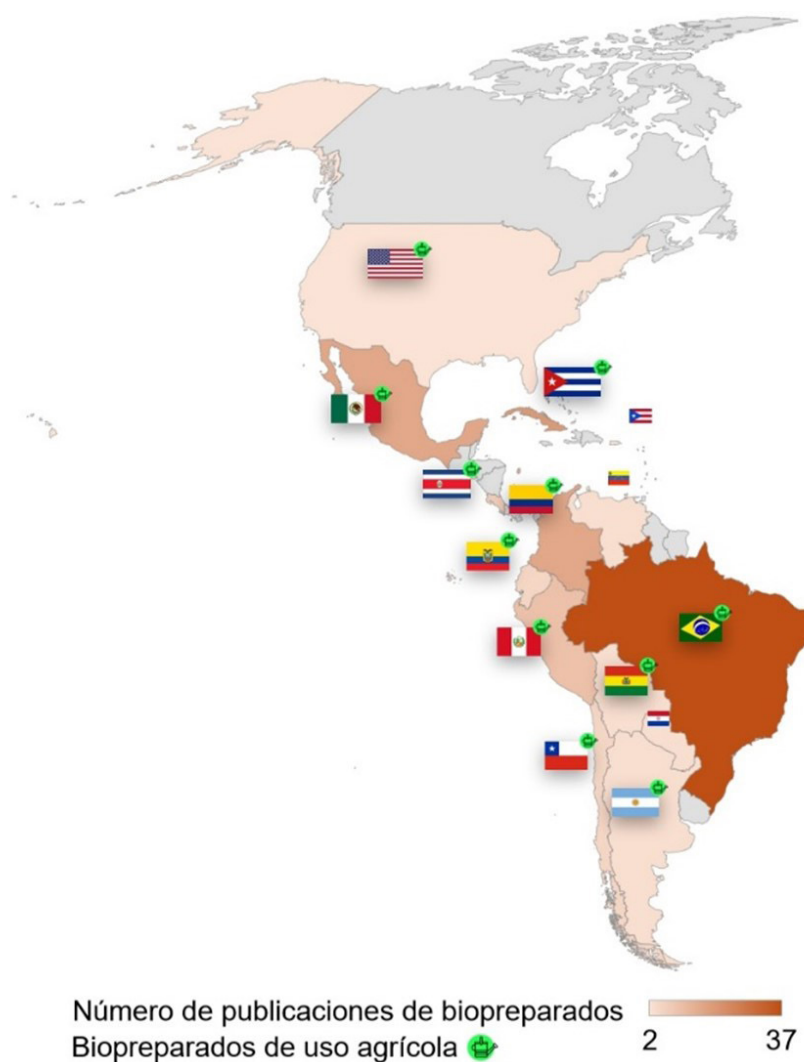 Número de publicaciones de biopreparados
2 37
Biopreparados de uso agrícola